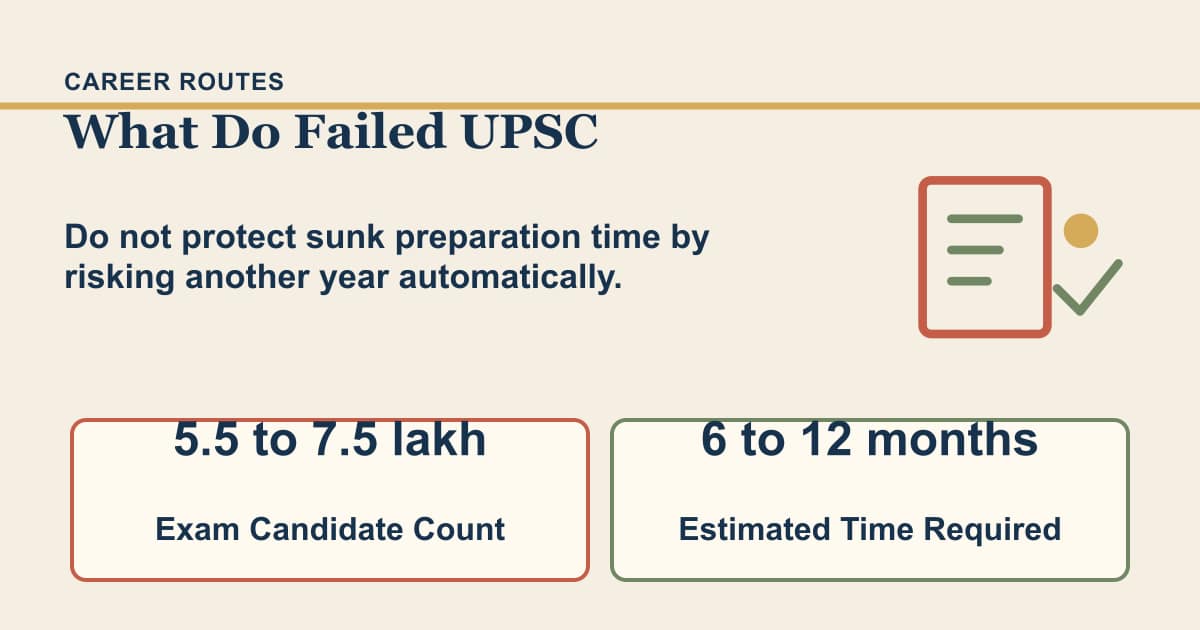 CAREER ROUTES
What Do Failed UPSC
Do not protect sunk preparation time by
risking another year automatically.
5.5 to 7.5 lakh
Exam Candidate Count
6 to 12 months
Estimated Time Required